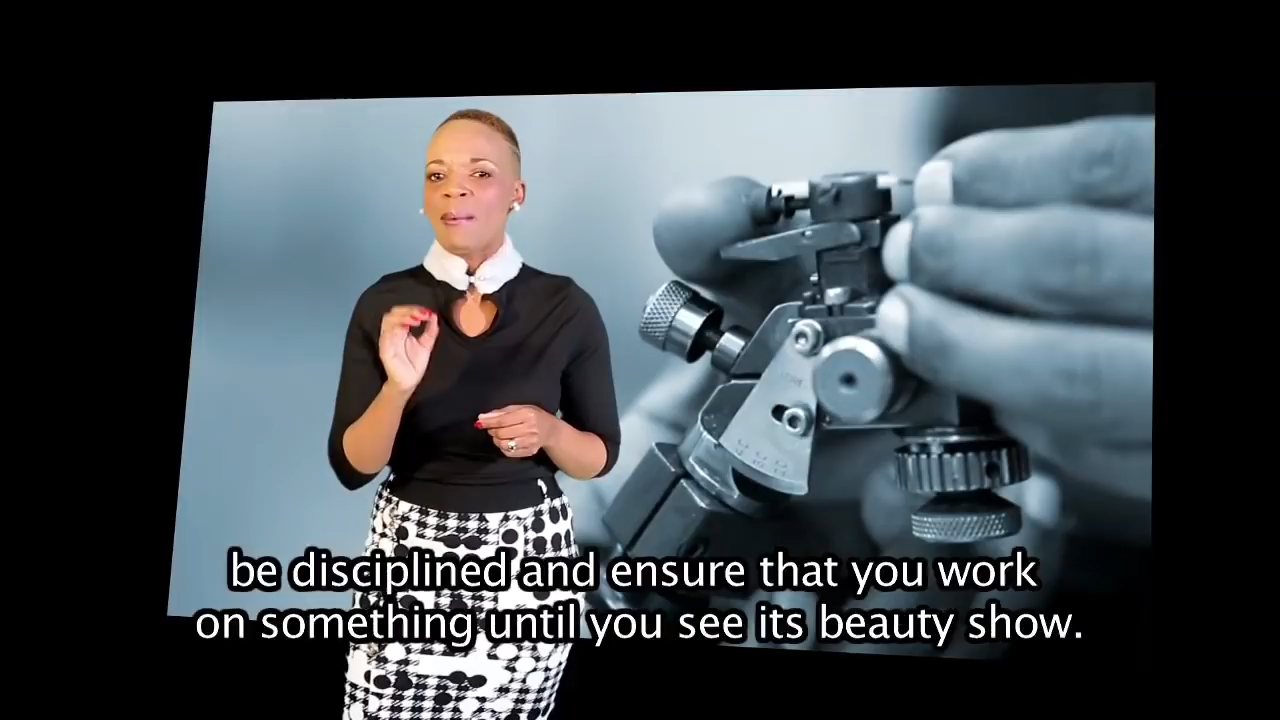 be disciplined and ensure that you work
on something until you see its beauty show.